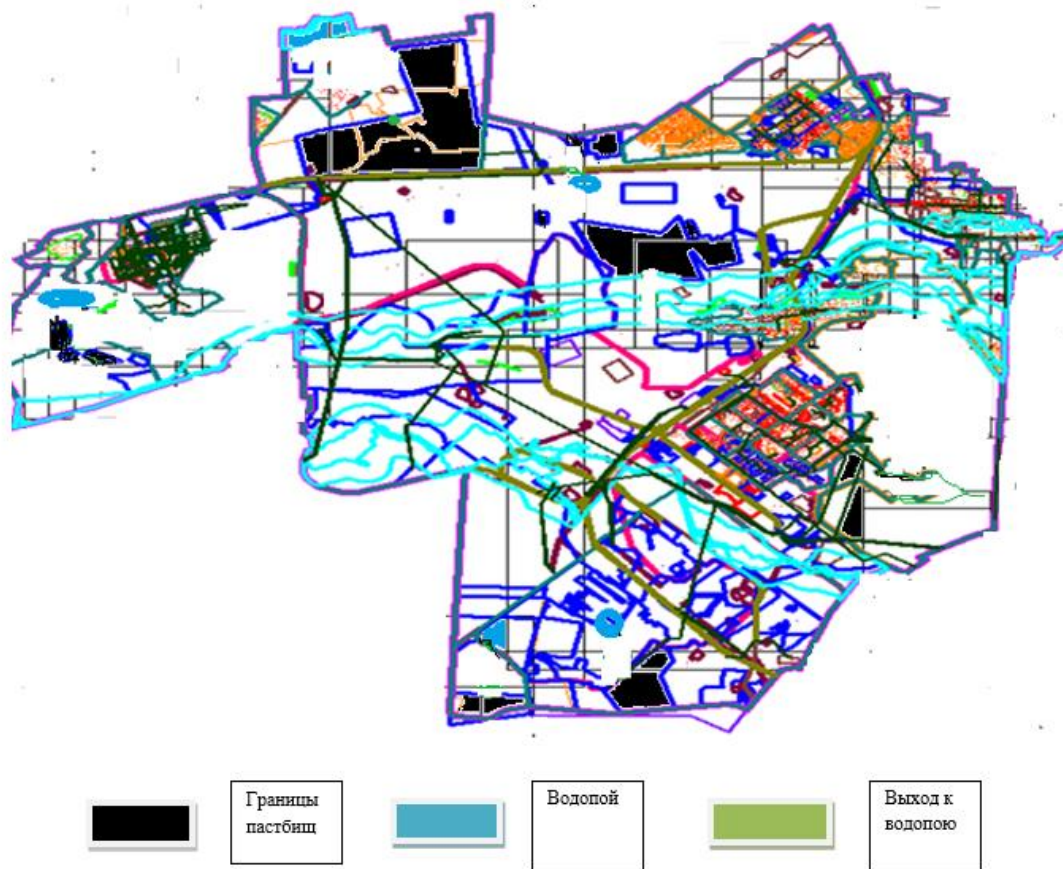 Границы
пастбищ
Водопой
Выход к
водопою